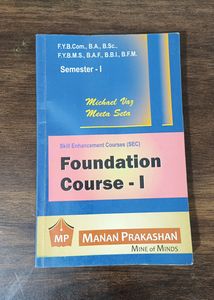 F.Y.B.Com., B.A., B.Sc.,
F.Y.B.M.S., B.A.F., B.B.I., B.F.M.
Semester - I
Michael Vaz
Meeta Seta
Skill Enhancement Courses (SEC)
Foundation
Course - I
MP
MANAN PRAKASHAN
MINE OF MINDS